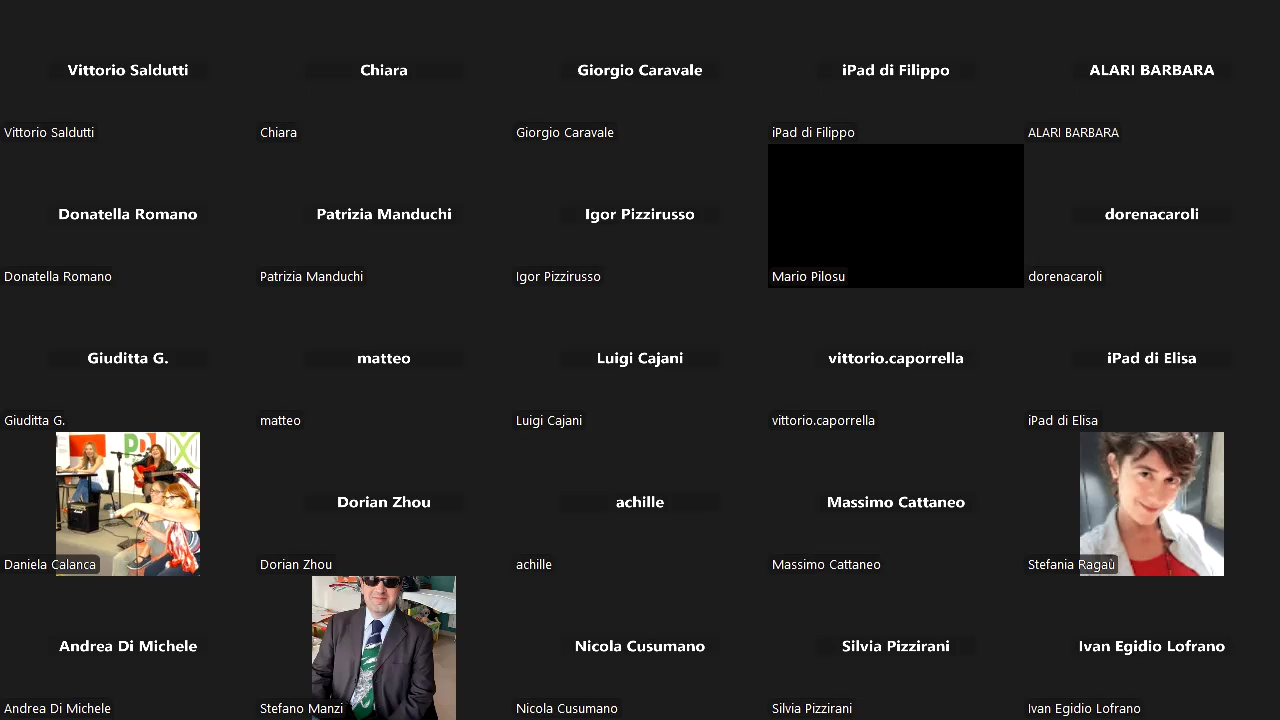 Vittorio Saldutti
Chiara
Giorgio Caravale
iPad di Filippo
ALARI BARBARA
Vittorio Saldutti
Chiara
Giorgio Caravale
iPad di Filippo
ALARI BARBARA
Donatella Romano
Patrizia Manduchi
Igor Pizzirusso
dorenacaroli
Donatella Romano
Patrizia Manduchi
Igor Pizzirusso
Mario Pilosu
dorenacaroli
Giuditta G.
matteo
Luigi Cajani
vittorio.caporrella
iPad di Elisa
Giuditta G.
matteo
Luigi Cajani
vittorio.caporrella
iPad di Elisa
PD
Dorian Zhou
achille
Massimo Cattaneo
Daniela Calanca
Dorian Zhou
achille
Massimo Cattaneo
Stefania Ragaù
Andrea Di Michele
Nicola Cusumano
Silvia Pizzirani
Ivan Egidio Lofrano
Andrea Di Michele
Stefano Manzi
Nicola Cusumano
Silvia Pizzirani
Ivan Egidio Lofrano